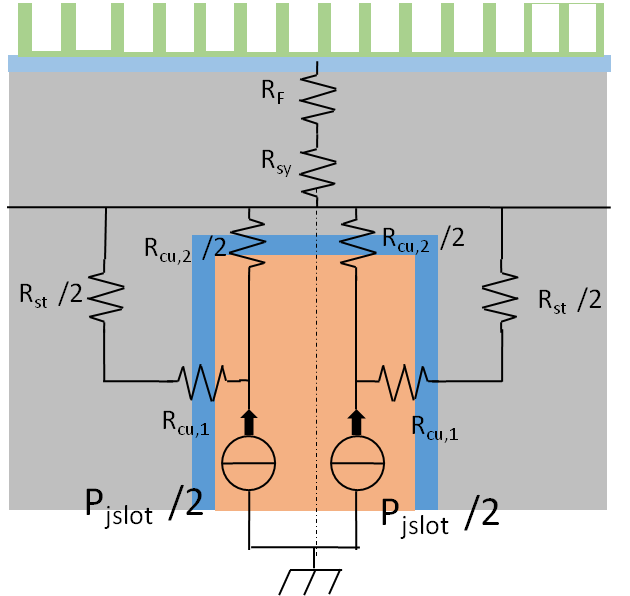 R_F
R_sy
R_cu,2 /2
R_cu,2 /2
R_st /2
R_st /2
R_cu,1
R_cu,1
P_jslot /2
P_jslot /2